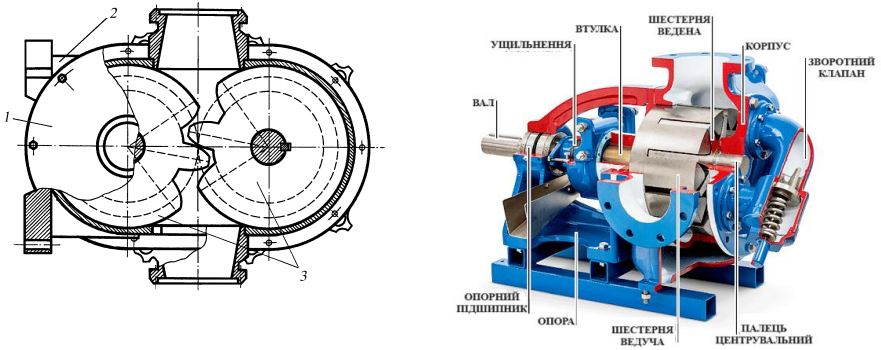 2
1
3
ШЕСТЕРНЯ
ВЕДЕНА
ВТУЛКА
КОРПУС
УЩІЛЬНЕННЯ
ЗВОРОТНИЙ
КЛАПАН
ВАЛ
ОПОРНИЙ
ПІДШИПНИК
ОПОРА
ШЕСТЕРНЯ
ВЕДУЧА
ПАЛЕЦЬ
ЦЕНТРУВАЛЬНИЙ